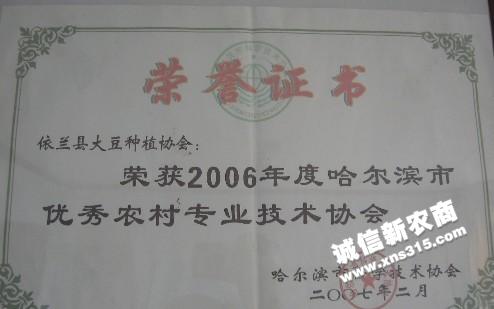 荣誉证书
依兰县大豆种植协会：
荣获2006年度哈尔滨市
优秀农村专业技术协会
诚信新农商
www.xns315.com
哈尔滨市 学技术协会
二〇〇七年二月